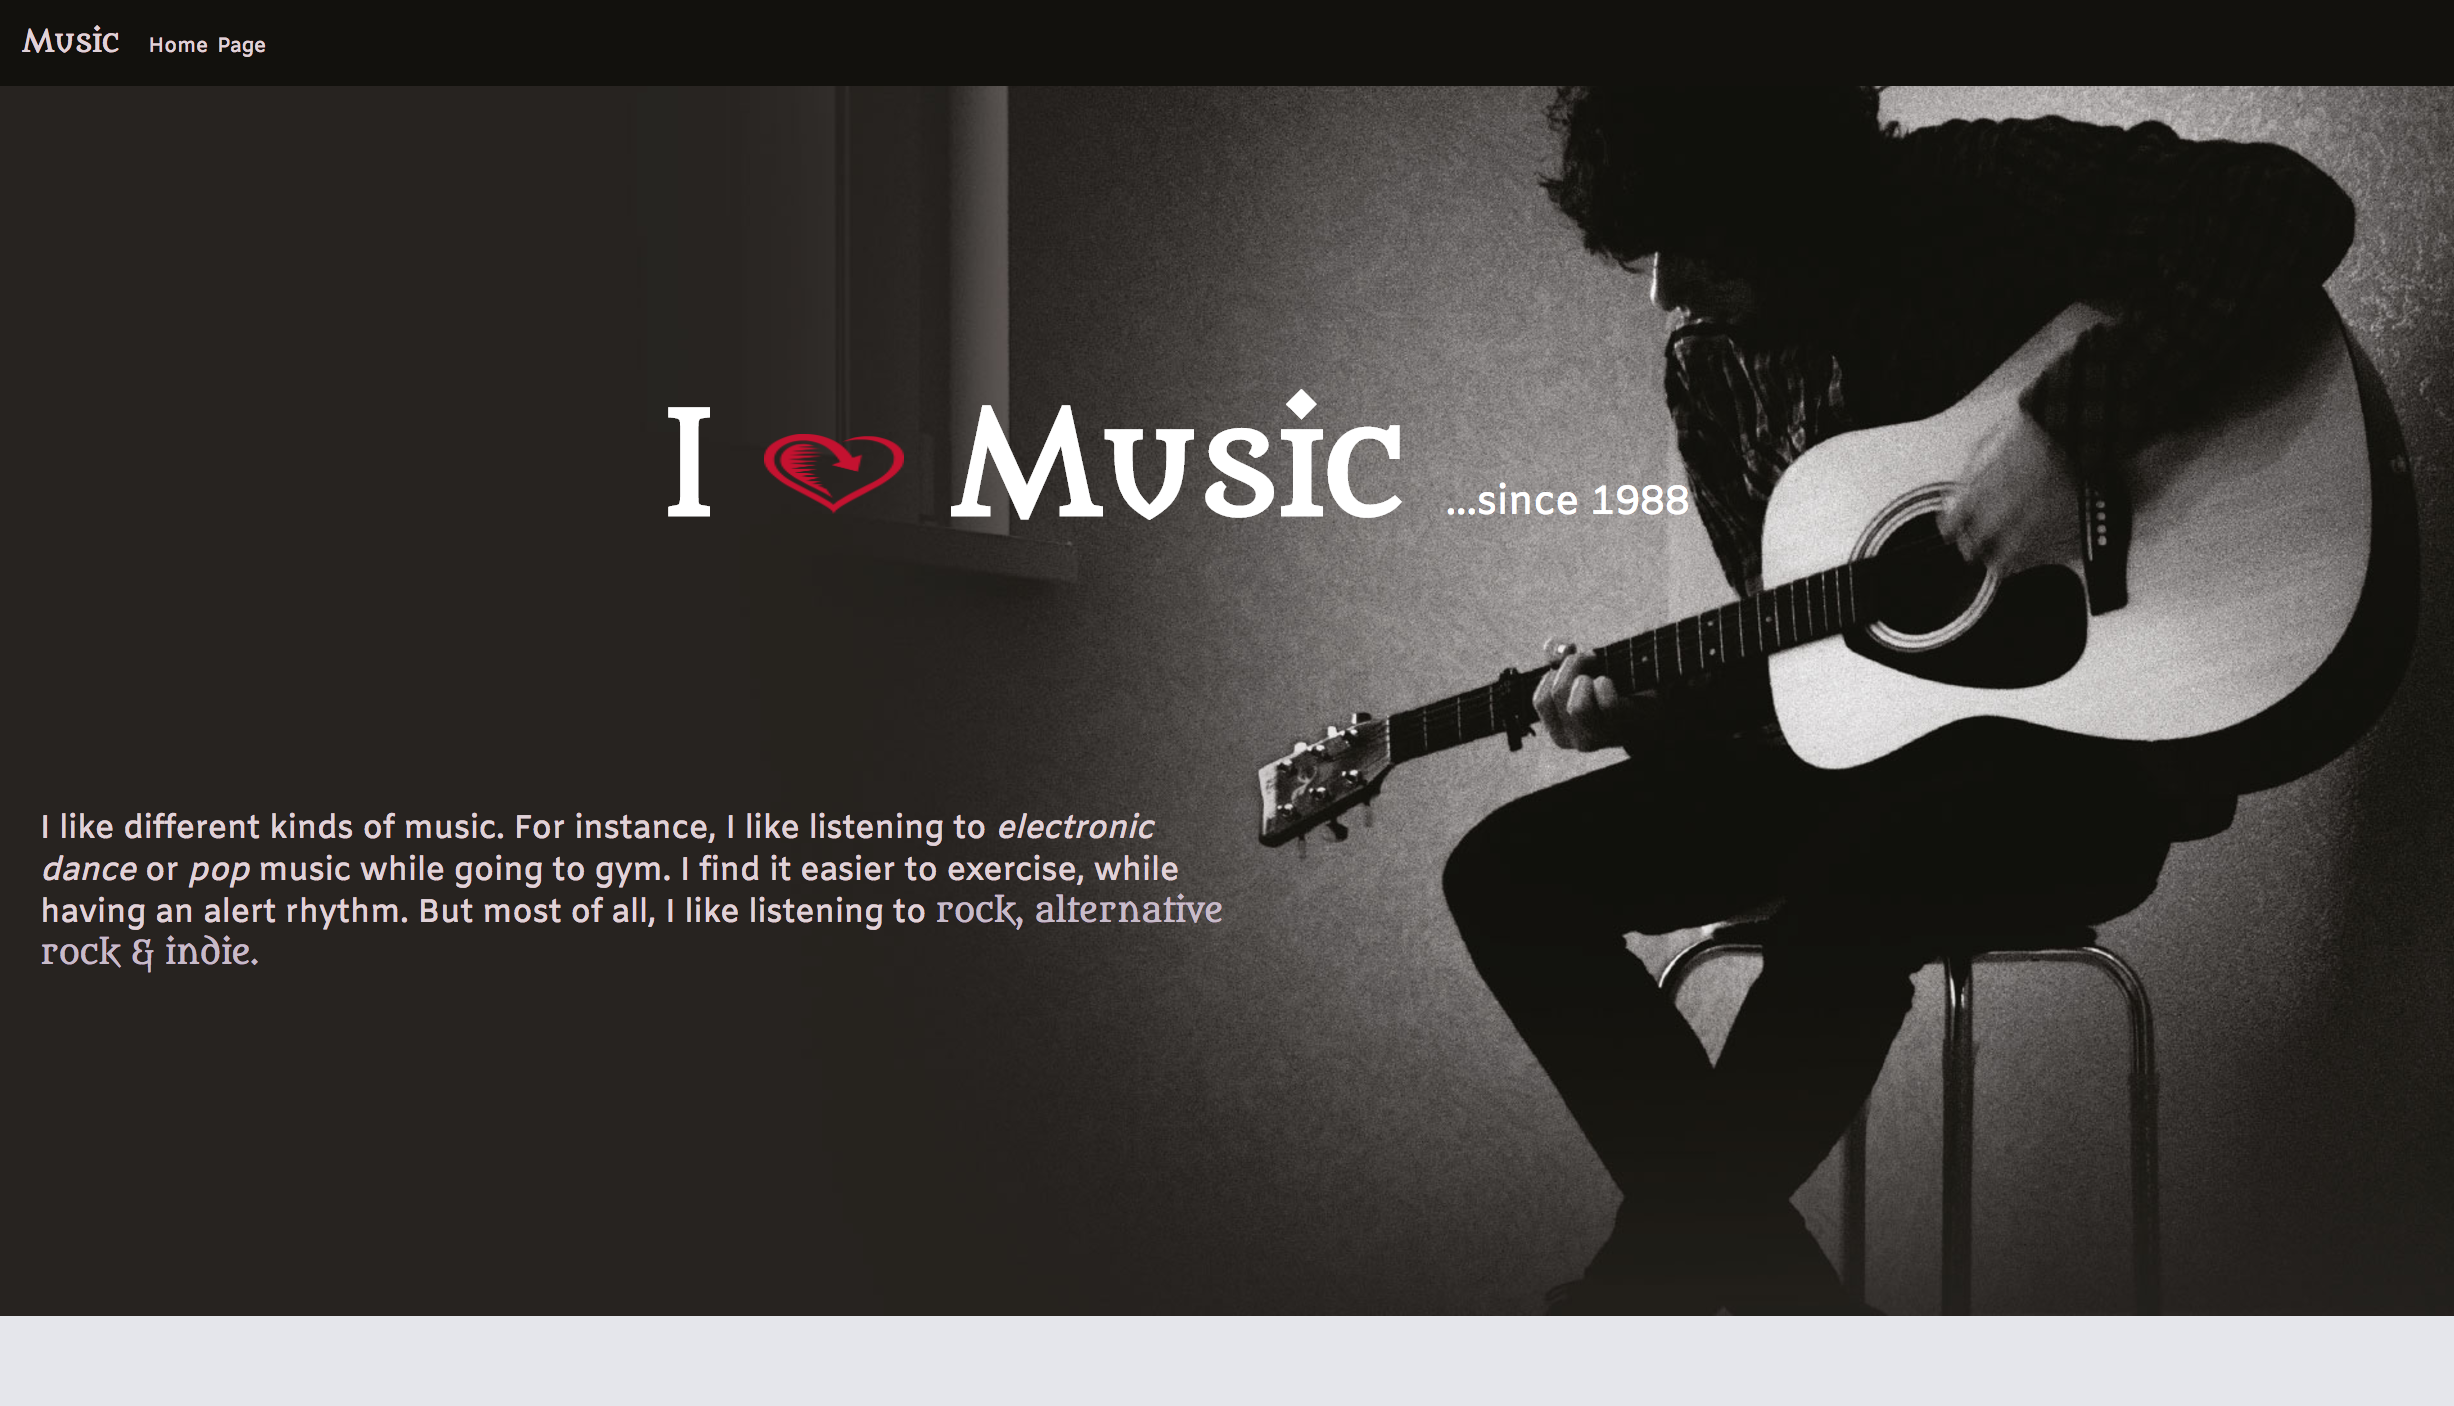 Music Home Page
I Music ...since 1988
I like different kinds of music. For instance, I like listening to electronic
dance or pop music while going to gym. I find it easier to exercise, while
having an alert rhythm. But most of all, I like listening to rock, alternative
rock & indie.